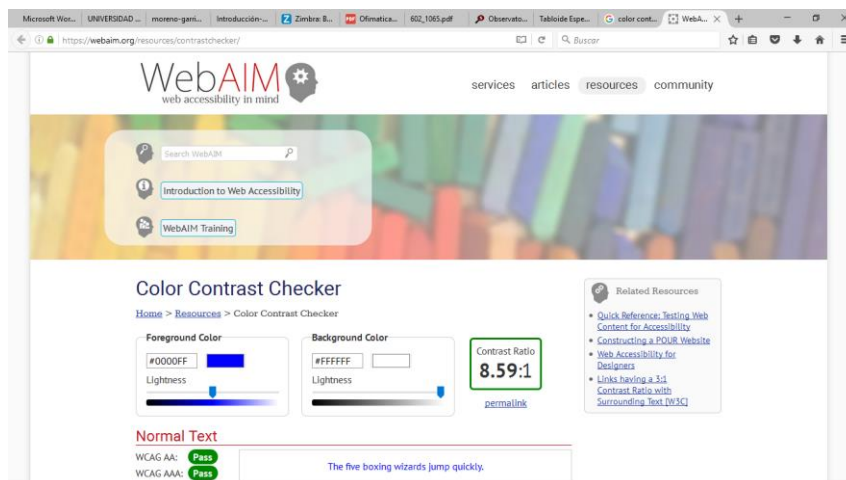 Microsoft Wor... UNIVERSIDAD ... moreno-garri... Introducción-... Zimbra: B... Ofimatica... 602_1065.pdf Observato... Tabloide Espe... color cont... WebA...
https://webaim.org/resources/contrastchecker/ Buscar
WebAIM
web accessibility in mind
services articles resources community
Search WebAIM
Introduction to Web Accessibility
WebAIM Training
Color Contrast Checker
Home > Resources > Color Contrast Checker
Foreground Color
#0000FF
Lightness
Background Color
#FFFFFF
Lightness
Contrast Ratio
8.59:1
permalink
Related Resources
Quick Reference: Testing Web
Content for Accessibility
Constructing a POUR Website
Web Accessibility for
Designers
Links having a 3:1
Contrast Ratio with
Surrounding Text [W3C]
Normal Text
WCAG AA: Pass
WCAG AAA: Pass
The five boxing wizards jump quickly.